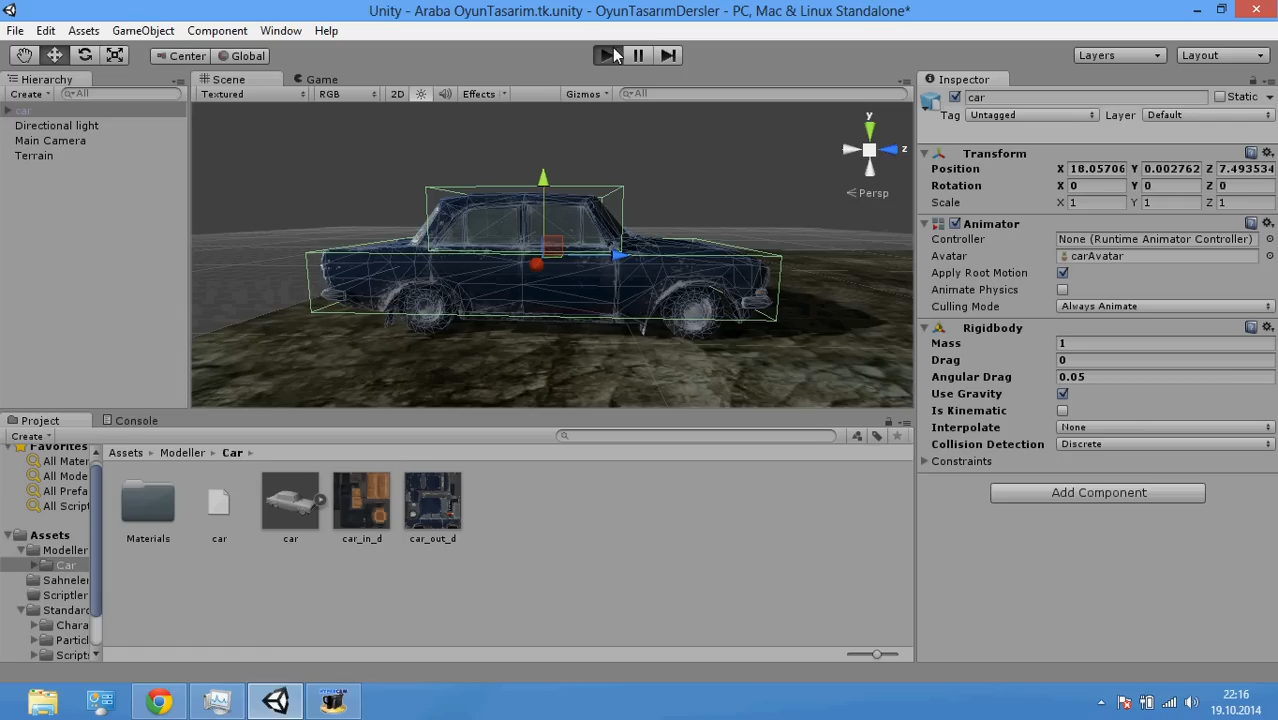 Unity - Araba OyunTasarim.tk.unity - OyunTasarımDersler - PC, Mac & Linux Standalone*
File Edit Assets GameObject Component Window Help
Center Global Layers Layout
Hierarchy
Create All
car
Directional light
Main Camera
Terrain
Scene Game
Textured RGB 2D Effects Gizmos All
y
z
Persp
Inspector
car Static
Tag Untagged Layer Default
Transform
Position X 18.05706 Y 0.002762 Z 7.493534
Rotation X 0 Y 0 Z 0
Scale X 1 Y 1 Z 1
Animator
Controller None (Runtime Animator Controller)
Avatar carAvatar
Apply Root Motion
Animate Physics
Culling Mode Always Animate
Rigidbody
Mass 1
Drag 0
Angular Drag 0.05
Use Gravity
Is Kinematic
Interpolate None
Collision Detection Discrete
Constraints
Add Component
Project Console
Create
Favorites
All Mater
All Mode
All Prefa
All Script
Assets
Modeller
Car
Sahneler
Scriptler
Standard
Chara
Particl
Scripts
Assets Modeller Car
Materials car car car_in_d car_out_d
22:16
19.10.2014